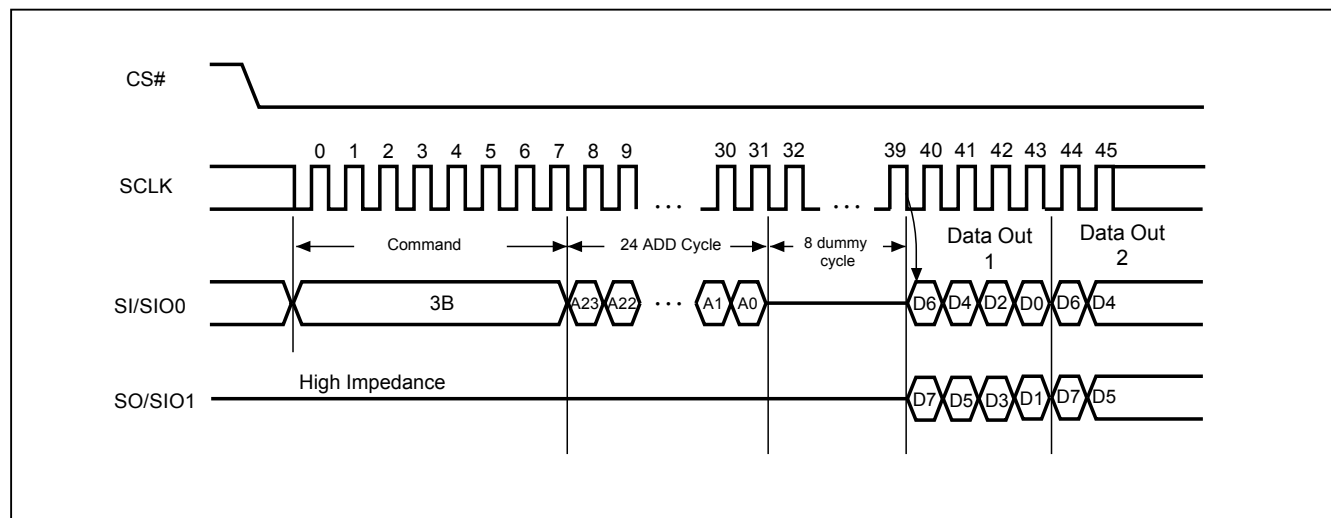 CS#
0 1 2 3 4 5 6 7 8 9 30 31 32 39 40 41 42 43 44 45
SCLK
... ...
Command 24 ADD Cycle 8 dummy cycle Data Out 1 Data Out 2
SI/SIO0 3B A23 A22 ... A1 A0 D6 D4 D2 D0 D6 D4
High Impedance
SO/SIO1 D7 D5 D3 D1 D7 D5